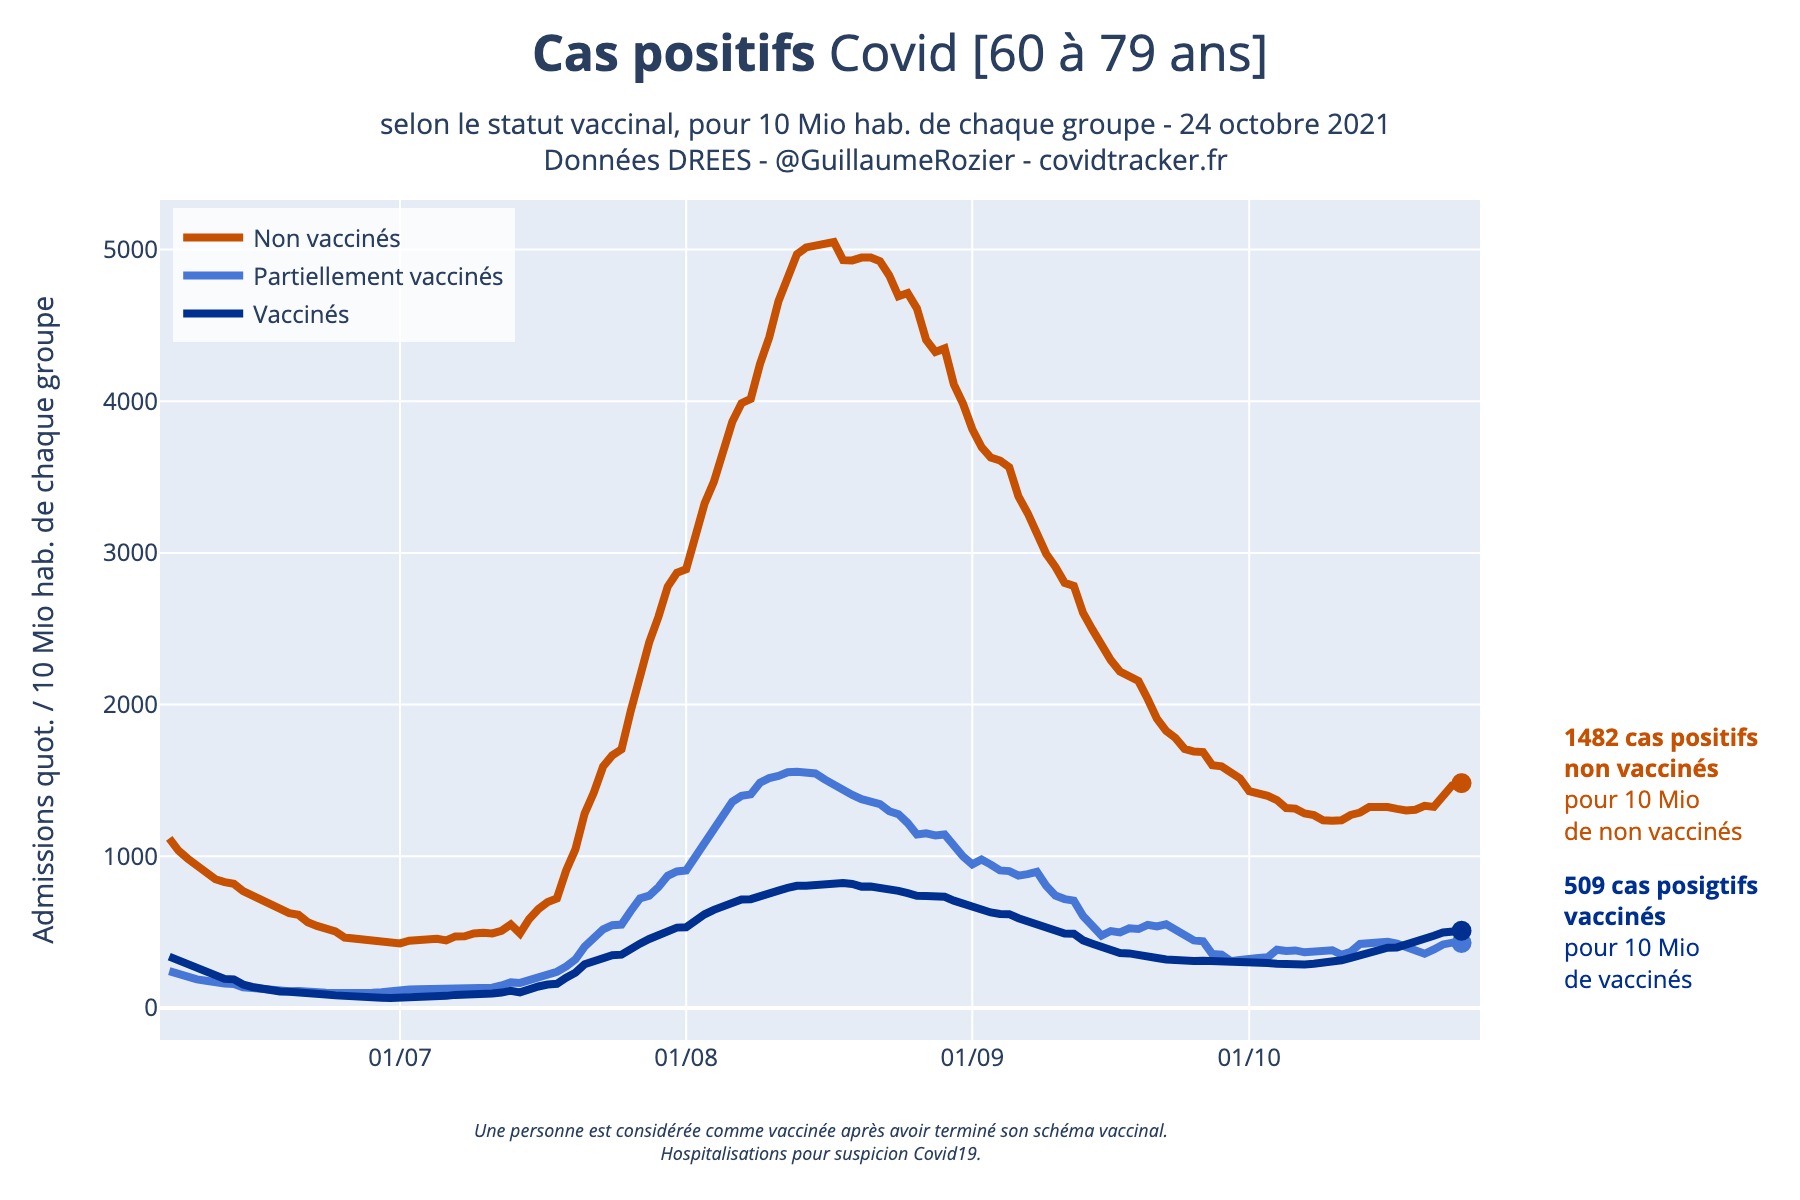 Cas positifs Covid [60 à 79 ans]
selon le statut vaccinal, pour 10 Mio hab. de chaque groupe - 24 octobre 2021
Données DREES - @GuillaumeRozier - covidtracker.fr
Admissions quot. / 10 Mio hab. de chaque groupe
Non vaccinés
Partiellement vaccinés
Vaccinés
5000
4000
3000
2000
1000
0
01/07
01/08
01/09
01/10
1482 cas positifs
non vaccinés
pour 10 Mio
de non vaccinés
509 cas posigtifs
vaccinés
pour 10 Mio
de vaccinés
Une personne est considérée comme vaccinée après avoir terminé son schéma vaccinal.
Hospitalisations pour suspicion Covid19.